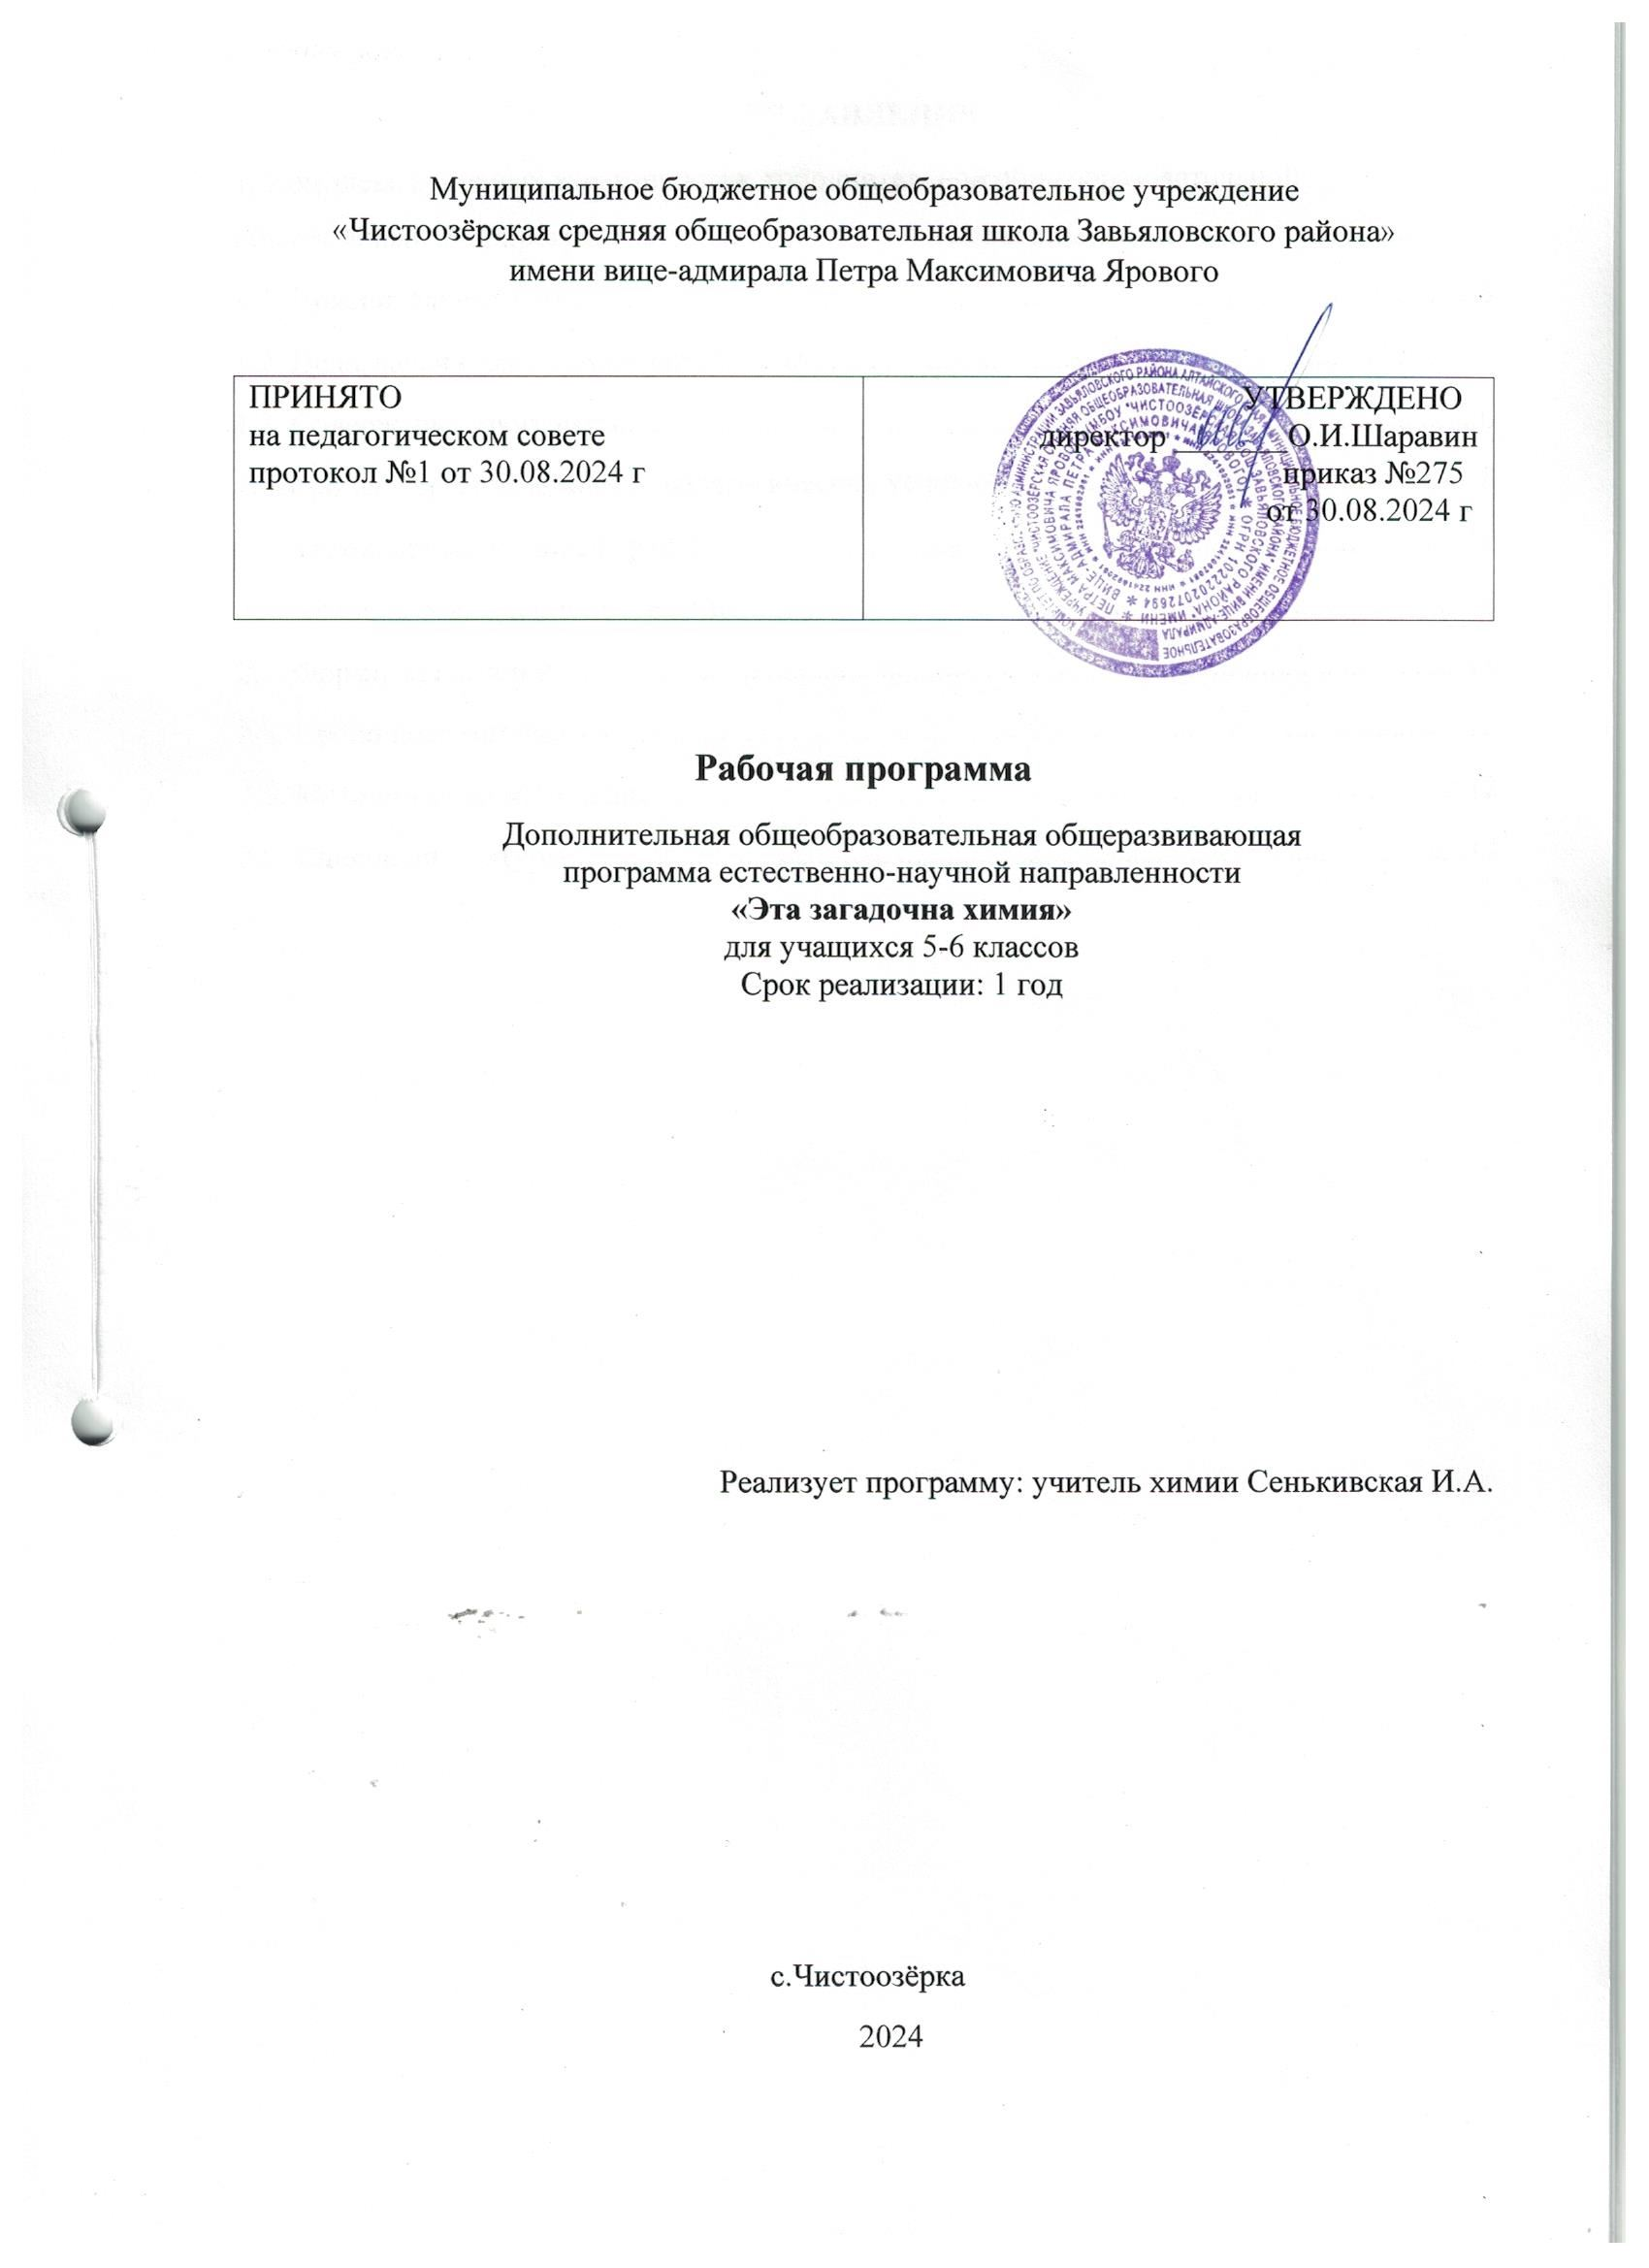 Муниципальное бюджетное общеобразовательное учреждение
«Чистоозёрская средняя общеобразовательная школа Завьяловского района»
имени вице-адмирала Петра Максимовича Ярового
ПРИНЯТО
на педагогическом совете
протокол №1 от 30.08.2024 г
УТВЕРЖДЕНО
директор _______ О.И.Шаравин
приказ №275
от 30.08.2024 г
Рабочая программа
Дополнительная общеобразовательная общеразвивающая
программа естественно-научной направленности
«Эта загадочна химия»
для учащихся 5-6 классов
Срок реализации: 1 год
Реализует программу: учитель химии Сенькивская И.А.
с.Чистоозёрка
2024